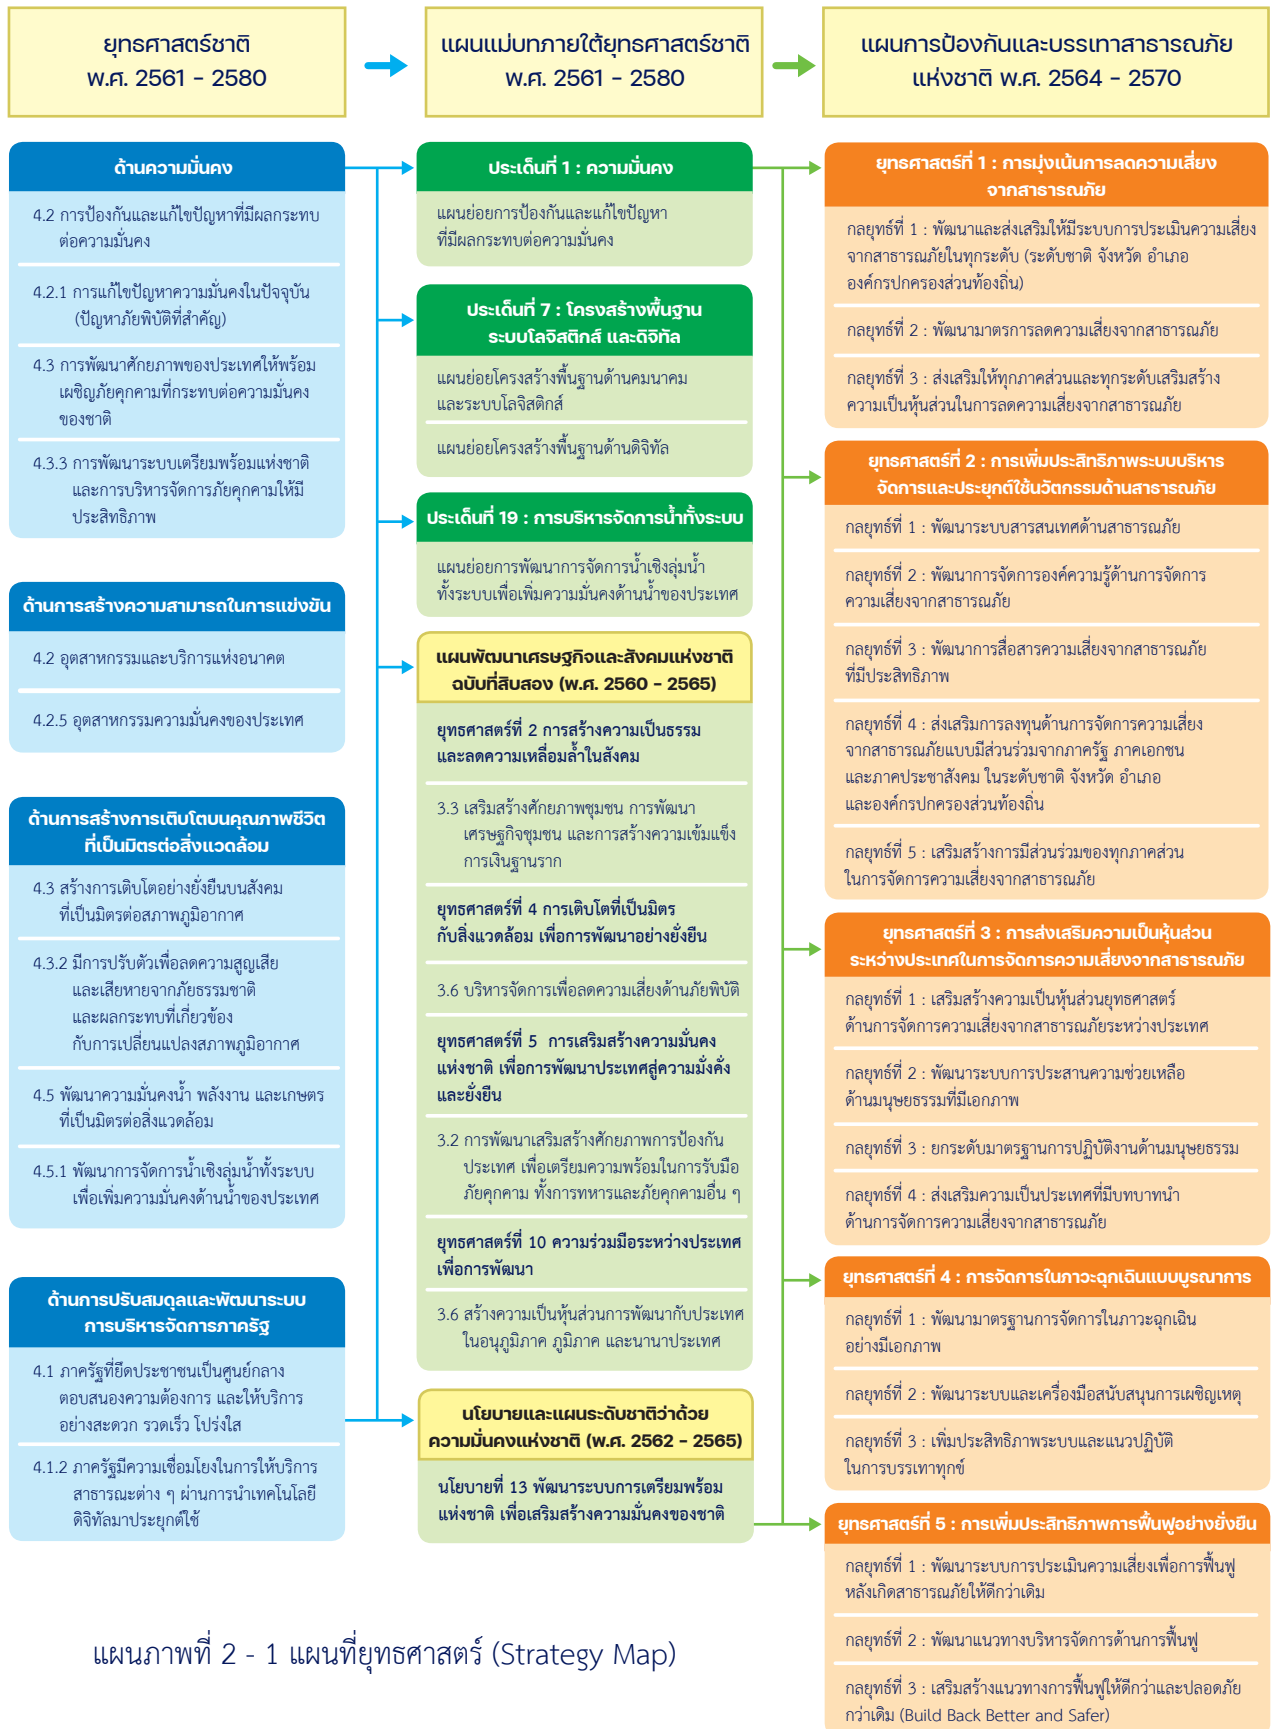 ยุทธศาสตร์ชาติ
พ.ศ. 2561 - 2580
แผนแม่บทภายใต้ยุทธศาสตร์ชาติ
พ.ศ. 2561 - 2580
แผนการป้องกันและบรรเทาสาธารณภัย
แห่งชาติ พ.ศ. 2564 - 2570
ด้านความมั่นคง
4.2 การป้องกันและแก้ไขปัญหาที่มีผลกระทบ
ต่อความมั่นคง
4.2.1 การแก้ไขปัญหาความมั่นคงในปัจจุบัน
(ปัญหาภัยพิบัติที่สำคัญ)
4.3 การพัฒนาศักยภาพของประเทศให้พร้อม
เผชิญภัยคุกคามที่กระทบต่อความมั่นคง
ของชาติ
4.3.3 การพัฒนาระบบเตรียมพร้อมแห่งชาติ
และการบริหารจัดการภัยคุกคามให้มี
ประสิทธิภาพ
ด้านการสร้างความสามารถในการแข่งขัน
4.2 อุตสาหกรรมและบริการแห่งอนาคต
4.2.5 อุตสาหกรรมความมั่นคงของประเทศ
ด้านการสร้างการเติบโตบนคุณภาพชีวิต
ที่เป็นมิตรต่อสิ่งแวดล้อม
4.3 สร้างการเติบโตอย่างยั่งยืนบนสังคม
ที่เป็นมิตรต่อสภาพภูมิอากาศ
4.3.2 มีการปรับตัวเพื่อลดความสูญเสีย
และเสียหายจากภัยธรรมชาติ
และผลกระทบที่เกี่ยวข้อง
กับการเปลี่ยนแปลงสภาพภูมิอากาศ
4.5 พัฒนาความมั่นคงน้ำ พลังงาน และเกษตร
ที่เป็นมิตรต่อสิ่งแวดล้อม
4.5.1 พัฒนาการจัดการน้ำเชิงลุ่มน้ำทั้งระบบ
เพื่อเพิ่มความมั่นคงด้านน้ำของประเทศ
ด้านการปรับสมดุลและพัฒนาระบบ
การบริหารจัดการภาครัฐ
4.1 ภาครัฐที่ยึดประชาชนเป็นศูนย์กลาง
ตอบสนองความต้องการ และให้บริการ
อย่างสะดวก รวดเร็ว โปร่งใส
4.1.2 ภาครัฐมีความเชื่อมโยงในการให้บริการ
สาธารณะต่าง ๆ ผ่านการนำเทคโนโลยี
ดิจิทัลมาประยุกต์ใช้
ประเด็นที่ 1 : ความมั่นคง
แผนย่อยการป้องกันและแก้ไขปัญหา
ที่มีผลกระทบต่อความมั่นคง
ประเด็นที่ 7 : โครงสร้างพื้นฐาน
ระบบโลจิสติกส์ และดิจิทัล
แผนย่อยโครงสร้างพื้นฐานด้านคมนาคม
และระบบโลจิสติกส์
แผนย่อยโครงสร้างพื้นฐานด้านดิจิทัล
ประเด็นที่ 19 : การบริหารจัดการน้ำทั้งระบบ
แผนย่อยการพัฒนาการจัดการน้ำเชิงลุ่มน้ำ
ทั้งระบบเพื่อเพิ่มความมั่นคงด้านน้ำของประเทศ
แผนพัฒนาเศรษฐกิจและสังคมแห่งชาติ
ฉบับที่สิบสอง (พ.ศ. 2560 - 2565)
ยุทธศาสตร์ที่ 2 การสร้างความเป็นธรรม
และลดความเหลื่อมล้ำในสังคม
3.3 เสริมสร้างศักยภาพชุมชน การพัฒนา
เศรษฐกิจชุมชน และการสร้างความเข้มแข็ง
การเงินฐานราก
ยุทธศาสตร์ที่ 4 การเติบโตที่เป็นมิตร
กับสิ่งแวดล้อม เพื่อการพัฒนาอย่างยั่งยืน
3.6 บริหารจัดการเพื่อลดความเสี่ยงด้านภัยพิบัติ
ยุทธศาสตร์ที่ 5 การเสริมสร้างความมั่นคง
แห่งชาติ เพื่อการพัฒนาประเทศสู่ความมั่งคั่ง
และยั่งยืน
3.2 การพัฒนาเสริมสร้างศักยภาพการป้องกัน
ประเทศ เพื่อเตรียมความพร้อมในการรับมือ
ภัยคุกคาม ทั้งการทหารและภัยคุกคามอื่น ๆ
ยุทธศาสตร์ที่ 10 ความร่วมมือระหว่างประเทศ
เพื่อการพัฒนา
3.6 สร้างความเป็นหุ้นส่วนการพัฒนากับประเทศ
ในอนุภูมิภาค ภูมิภาค และนานาประเทศ
นโยบายและแผนระดับชาติว่าด้วย
ความมั่นคงแห่งชาติ (พ.ศ. 2562 - 2565)
นโยบายที่ 13 พัฒนาระบบการเตรียมพร้อม
แห่งชาติ เพื่อเสริมสร้างความมั่นคงของชาติ
ยุทธศาสตร์ที่ 1 : การมุ่งเน้นการลดความเสี่ยง
จากสาธารณภัย
กลยุทธ์ที่ 1 : พัฒนาและส่งเสริมให้มีระบบการประเมินความเสี่ยง
จากสาธารณภัยในทุกระดับ (ระดับชาติ จังหวัด อำเภอ
องค์กรปกครองส่วนท้องถิ่น)
กลยุทธ์ที่ 2 : พัฒนามาตรการลดความเสี่ยงจากสาธารณภัย
กลยุทธ์ที่ 3 : ส่งเสริมให้ทุกภาคส่วนและทุกระดับเสริมสร้าง
ความเป็นหุ้นส่วนในการลดความเสี่ยงจากสาธารณภัย
ยุทธศาสตร์ที่ 2 : การเพิ่มประสิทธิภาพระบบบริหาร
จัดการและประยุกต์ใช้นวัตกรรมด้านสาธารณภัย
กลยุทธ์ที่ 1 : พัฒนาระบบสารสนเทศด้านสาธารณภัย
กลยุทธ์ที่ 2 : พัฒนาการจัดการองค์ความรู้ด้านการจัดการ
ความเสี่ยงจากสาธารณภัย
กลยุทธ์ที่ 3 : พัฒนาการสื่อสารความเสี่ยงจากสาธารณภัย
ที่มีประสิทธิภาพ
กลยุทธ์ที่ 4 : ส่งเสริมการลงทุนด้านการจัดการความเสี่ยง
จากสาธารณภัยแบบมีส่วนร่วมจากภาครัฐ ภาคเอกชน
และภาคประชาสังคม ในระดับชาติ จังหวัด อำเภอ
และองค์กรปกครองส่วนท้องถิ่น
กลยุทธ์ที่ 5 : เสริมสร้างการมีส่วนร่วมของทุกภาคส่วน
ในการจัดการความเสี่ยงจากสาธารณภัย
ยุทธศาสตร์ที่ 3 : การส่งเสริมความเป็นหุ้นส่วน
ระหว่างประเทศในการจัดการความเสี่ยงจากสาธารณภัย
กลยุทธ์ที่ 1 : เสริมสร้างความเป็นหุ้นส่วนยุทธศาสตร์
ด้านการจัดการความเสี่ยงจากสาธารณภัยระหว่างประเทศ
กลยุทธ์ที่ 2 : พัฒนาระบบการประสานความช่วยเหลือ
ด้านมนุษยธรรมที่มีเอกภาพ
กลยุทธ์ที่ 3 : ยกระดับมาตรฐานการปฏิบัติงานด้านมนุษยธรรม
กลยุทธ์ที่ 4 : ส่งเสริมความเป็นประเทศที่มีบทบาทนำ
ด้านการจัดการความเสี่ยงจากสาธารณภัย
ยุทธศาสตร์ที่ 4 : การจัดการในภาวะฉุกเฉินแบบบูรณาการ
กลยุทธ์ที่ 1 : พัฒนามาตรฐานการจัดการในภาวะฉุกเฉิน
อย่างมีเอกภาพ
กลยุทธ์ที่ 2 : พัฒนาระบบและเครื่องมือสนับสนุนการเผชิญเหตุ
กลยุทธ์ที่ 3 : เพิ่มประสิทธิภาพระบบและแนวปฏิบัติ
ในการบรรเทาทุกข์
ยุทธศาสตร์ที่ 5 : การเพิ่มประสิทธิภาพการฟื้นฟูอย่างยั่งยืน
กลยุทธ์ที่ 1 : พัฒนาระบบการประเมินความเสี่ยงเพื่อการฟื้นฟู
หลังเกิดสาธารณภัยให้ดีกว่าเดิม
กลยุทธ์ที่ 2 : พัฒนาแนวทางบริหารจัดการด้านการฟื้นฟู
กลยุทธ์ที่ 3 : เสริมสร้างแนวทางการฟื้นฟูให้ดีกว่าและปลอดภัย
กว่าเดิม (Build Back Better and Safer)
แผนภาพที่ 2 - 1 แผนที่ยุทธศาสตร์ (Strategy Map)